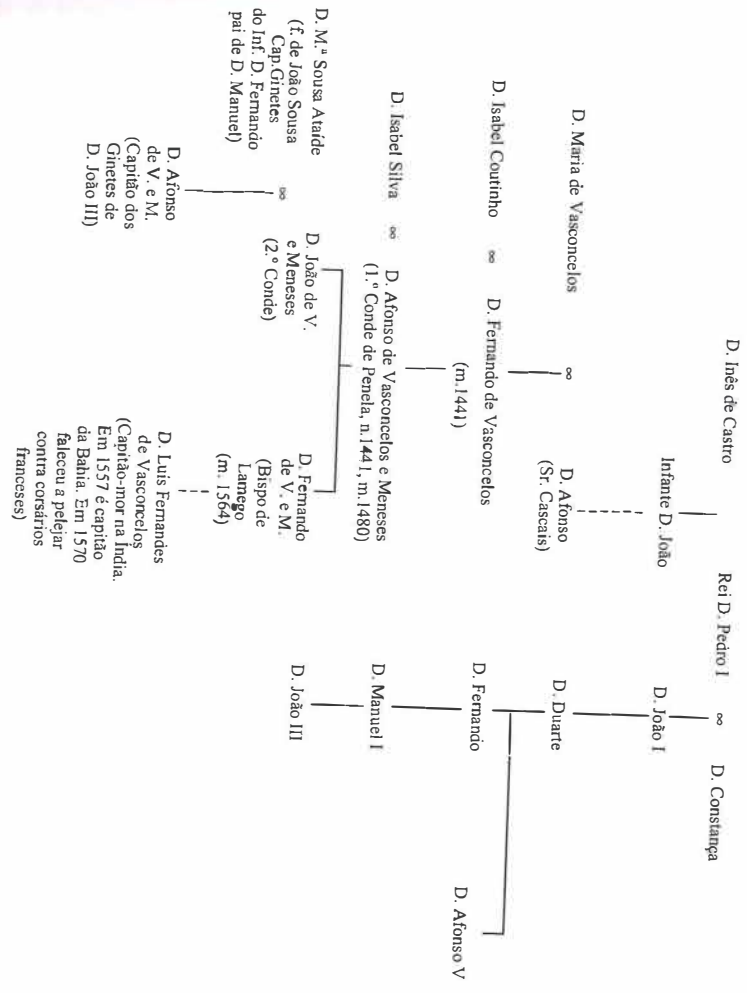 D. Inês de Castro
Rei D. Pedro I ∞ D. Constança
Infante D. João
D. João I
D. Maria de Vasconcelos ∞ D. Afonso
(Sr. Cascais)
D. Duarte
D. Isabel Coutinho ∞ D. Fernando de Vasconcelos
(m.1441)
D. Fernando
D. Afonso V
D. Isabel Silva ∞ D. Afonso de Vasconcelos e Meneses
(1.º Conde de Penela, n.1441, m.1480)
D. Manuel I
D. M.ª Sousa Ataíde
(f. de João Sousa
Cap.Ginetes
do Inf. D. Fernando
pai de D. Manuel)
∞
D. João de V.
e Meneses
(2.º Conde)
D. Fernando
de V. e M.
(Bispo de
Lamego
(m. 1564)
D. João III
D. Afonso
de V. e M.
(Capitão dos
Ginetes de
D. João III)
D. Luis Fernandes
de Vasconcelos
(Capitão-mor na Índia.
Em 1557 é capitão
da Bahia. Em 1570
faleceu a pelejar
contra corsários
franceses)